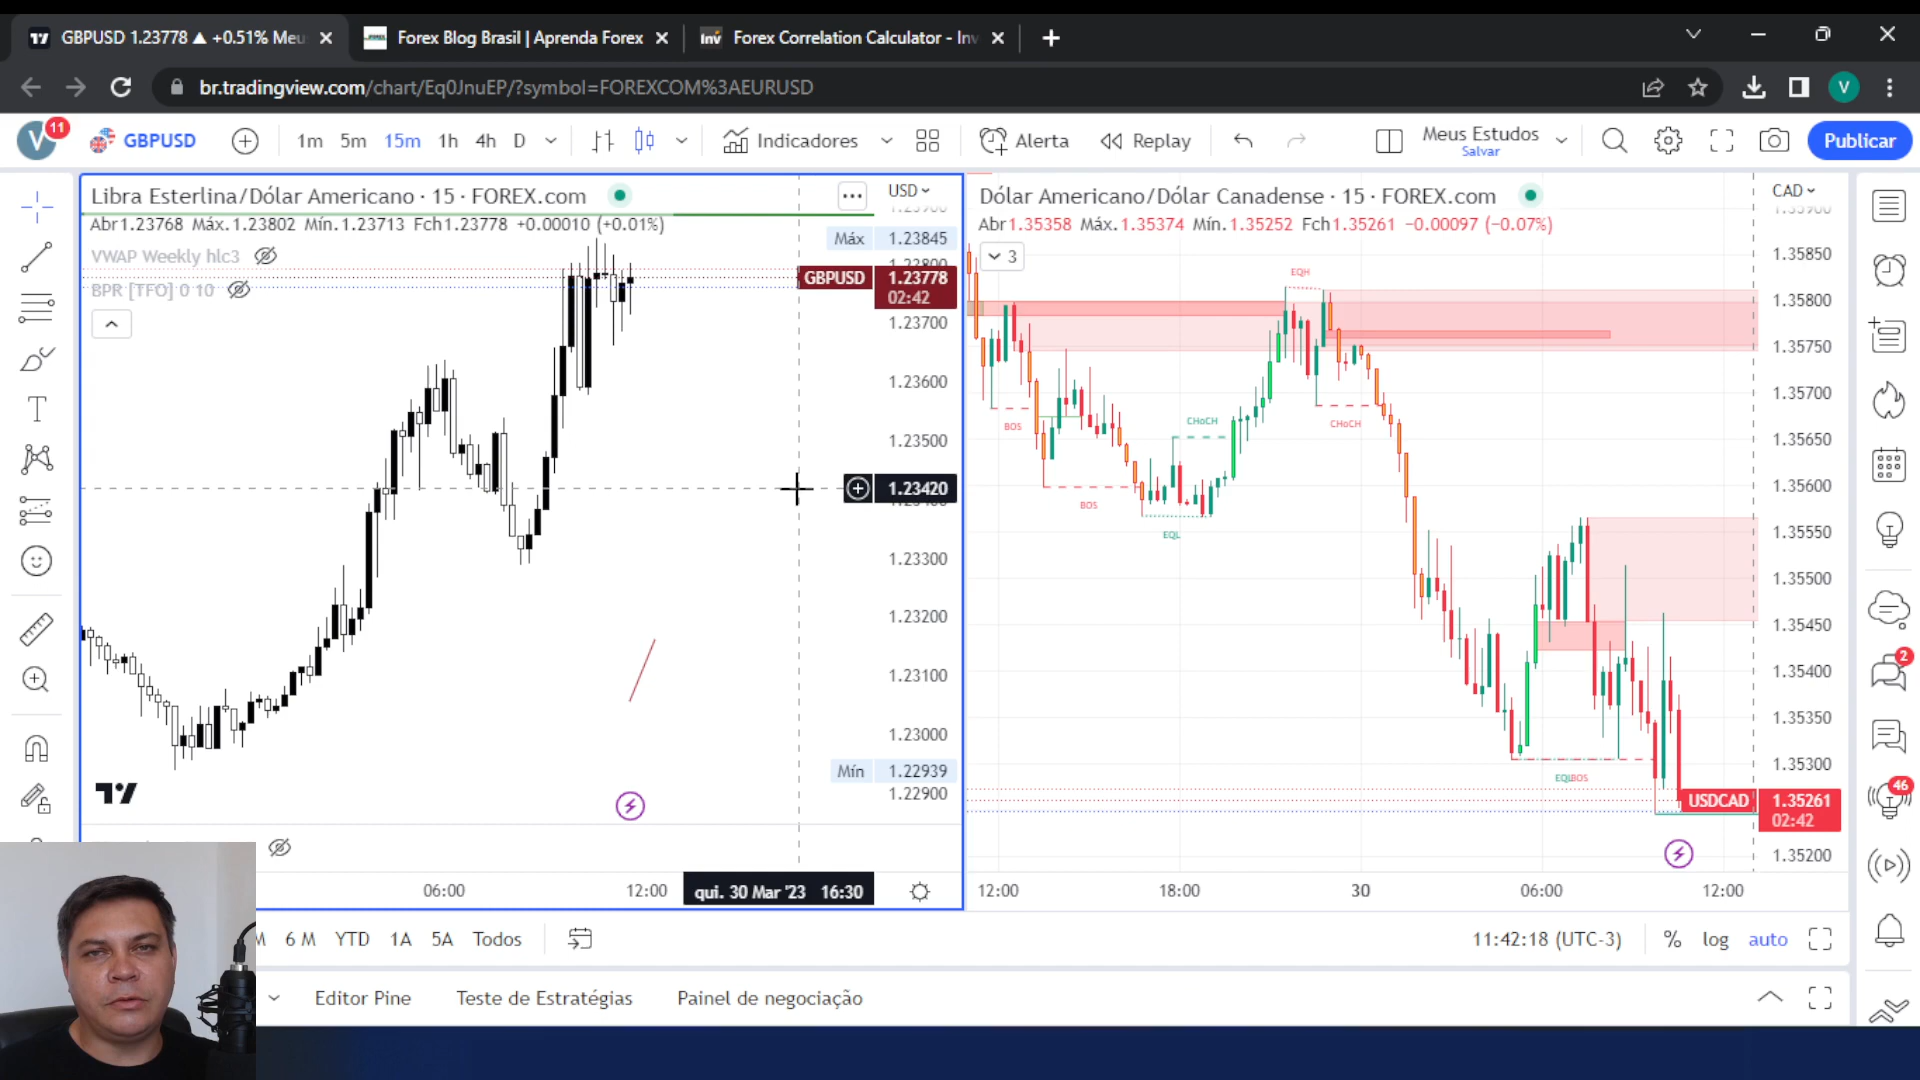 GBPUSD 1.23778 ▲ +0.51% Meu
Forex Blog Brasil | Aprenda Forex
Inv
Forex Correlation Calculator - Inv
br.tradingview.com/chart/Eq0JnuEP/?symbol=FOREXCOM%3AEURUSD
V
V
11
GBPUSD
1m 5m 15m 1h 4h D
Indicadores
Alerta
Replay
Meus Estudos
Salvar
Publicar
Libra Esterlina/Dólar Americano · 15 · FOREX.com
USD
Abr1.23768 Máx.1.23802 Mín.1.23713 Fch1.23778 +0.00010 (+0.01%)
VWAP Weekly hlc3
BPR [TFO] 0 10
Máx 1.23845
1.23800
GBPUSD 1.23778
02:42
1.23700
1.23600
1.23500
1.23420
1.23300
1.23200
1.23100
1.23000
Mín 1.22939
1.22900
06:00
12:00
qui. 30 Mar '23 16:30
Dólar Americano/Dólar Canadense · 15 · FOREX.com
CAD
Abr1.35358 Máx.1.35374 Mín.1.35252 Fch1.35261 −0.00097 (−0.07%)
3
EQH
BOS
CHoCH
CHoCH
BOS
EQL
EQL
BOS
1.35850
1.35800
1.35750
1.35700
1.35650
1.35600
1.35550
1.35500
1.35450
1.35400
1.35350
1.35300
USDCAD 1.35261
02:42
1.35200
12:00
18:00
30
06:00
12:00
2
46
6 M YTD 1A 5A Todos
11:42:18 (UTC-3)
% log auto
Editor Pine
Teste de Estratégias
Painel de negociação